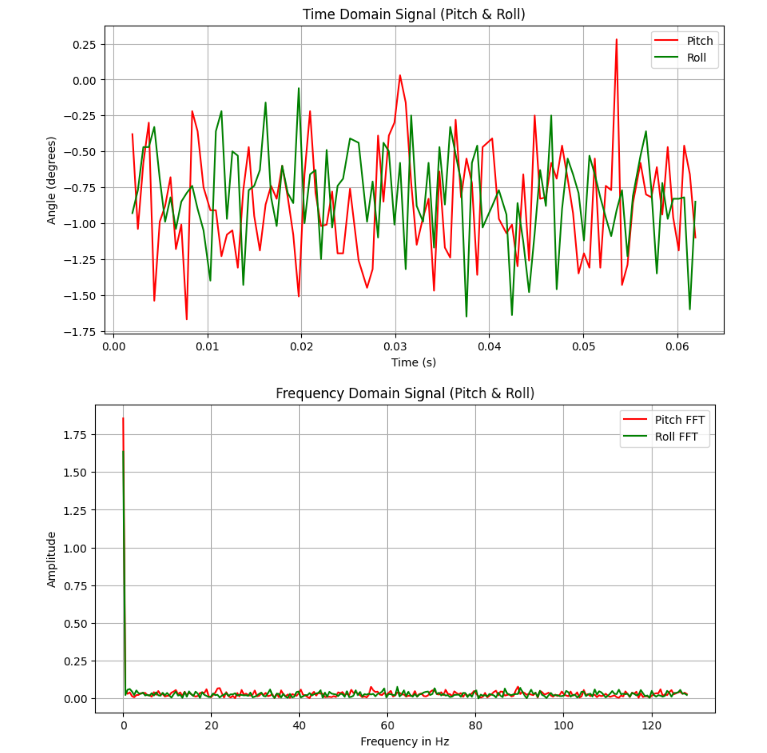 Time Domain Signal (Pitch & Roll)
0.25
0.00
−0.25
−0.50
−0.75
−1.00
−1.25
−1.50
−1.75
Angle (degrees)
Pitch
Roll
0.00 0.01 0.02 0.03 0.04 0.05 0.06
Time (s)
Frequency Domain Signal (Pitch & Roll)
1.75
1.50
1.25
1.00
0.75
0.50
0.25
0.00
Amplitude
Pitch FFT
Roll FFT
0 20 40 60 80 100 120
Frequency in Hz